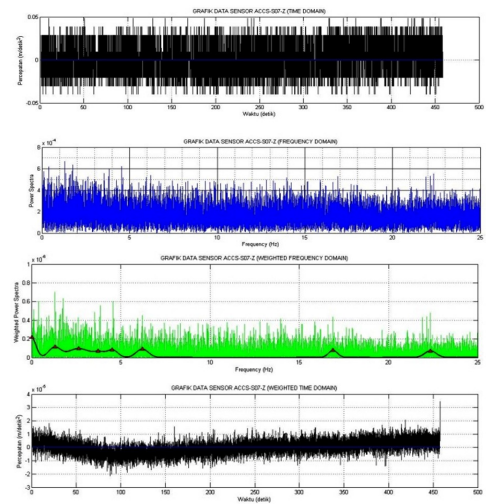 GRAFIK DATA SENSOR ACCS-S07-Z (TIME DOMAIN)
0.05
0
-0.05
Percepatan (m/detik²)
0 50 100 150 200 250 300 350 400 450 500
Waktu (detik)
GRAFIK DATA SENSOR ACCS-S07-Z (FREQUENCY DOMAIN)
x 10⁻⁴
8
6
4
2
0
Power Spectra
0 5 10 15 20 25
Frequency (Hz)
GRAFIK DATA SENSOR ACCS-S07-Z (WEIGHTED FREQUENCY DOMAIN)
1
0.8
0.6
0.4
0.2
0
Weighted Power Spectra
0 5 10 15 20 25
Frequency (Hz)
GRAFIK DATA SENSOR ACCS-S07-Z (WEIGHTED TIME DOMAIN)
4
3
2
1
0
-1
-2
-3
Percepatan (m/detik²)
0 50 100 150 200 250 300 350 400 450 500
Waktu (detik)